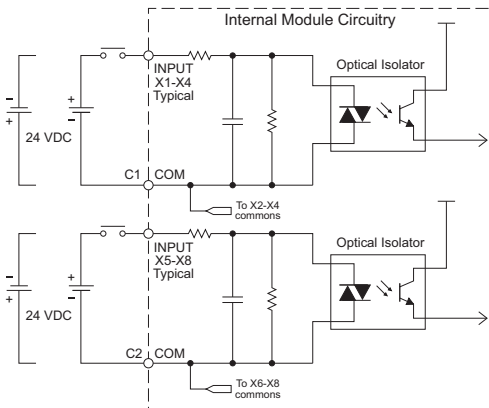 Internal Module Circuitry
INPUT
X1-X4
Typical
Optical Isolator
-
+
+
-
24 VDC
C1
COM
To X2-X4
commons
INPUT
X5-X8
Typical
Optical Isolator
-
+
+
-
24 VDC
C2
COM
To X6-X8
commons